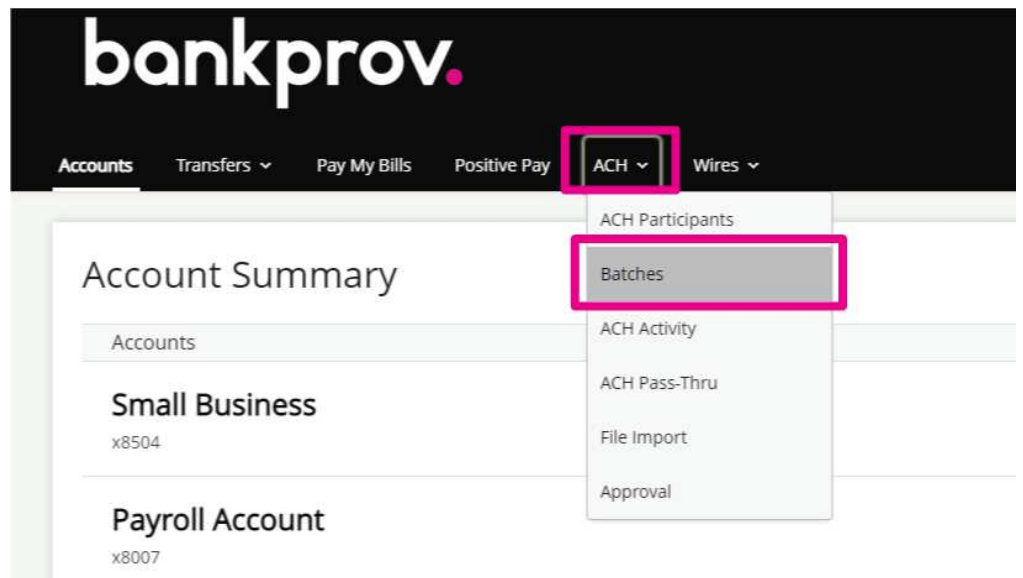 bankprov.
Accounts Transfers Pay My Bills Positive Pay ACH Wires
ACH Participants
Account Summary
Batches
Accounts
ACH Activity
ACH Pass-Thru
Small Business
x8504
File Import
Approval
Payroll Account
x8007